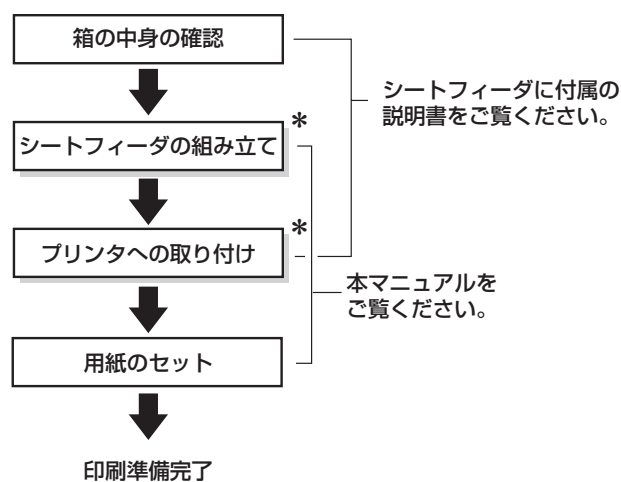 箱の中身の確認
シートフィーダに付属の
説明書をご覧ください。
*
シートフィーダの組み立て
*
プリンタへの取り付け
本マニュアルを
ご覧ください。
用紙のセット
印刷準備完了